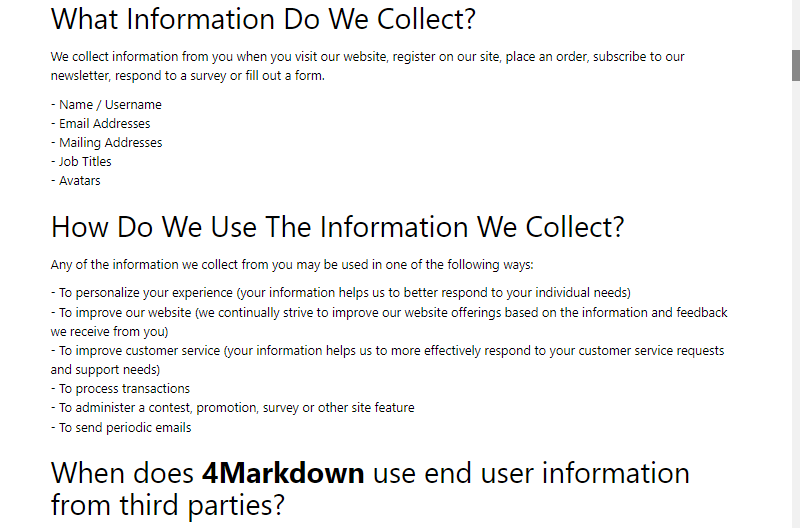 What Information Do We Collect?
We collect information from you when you visit our website, register on our site, place an order, subscribe to our
newsletter, respond to a survey or fill out a form.
- Name / Username
- Email Addresses
- Mailing Addresses
- Job Titles
- Avatars
How Do We Use The Information We Collect?
Any of the information we collect from you may be used in one of the following ways:
- To personalize your experience (your information helps us to better respond to your individual needs)
- To improve our website (we continually strive to improve our website offerings based on the information and feedback
we receive from you)
- To improve customer service (your information helps us to more effectively respond to your customer service requests
and support needs)
- To process transactions
- To administer a contest, promotion, survey or other site feature
- To send periodic emails
When does 4Markdown use end user information
from third parties?